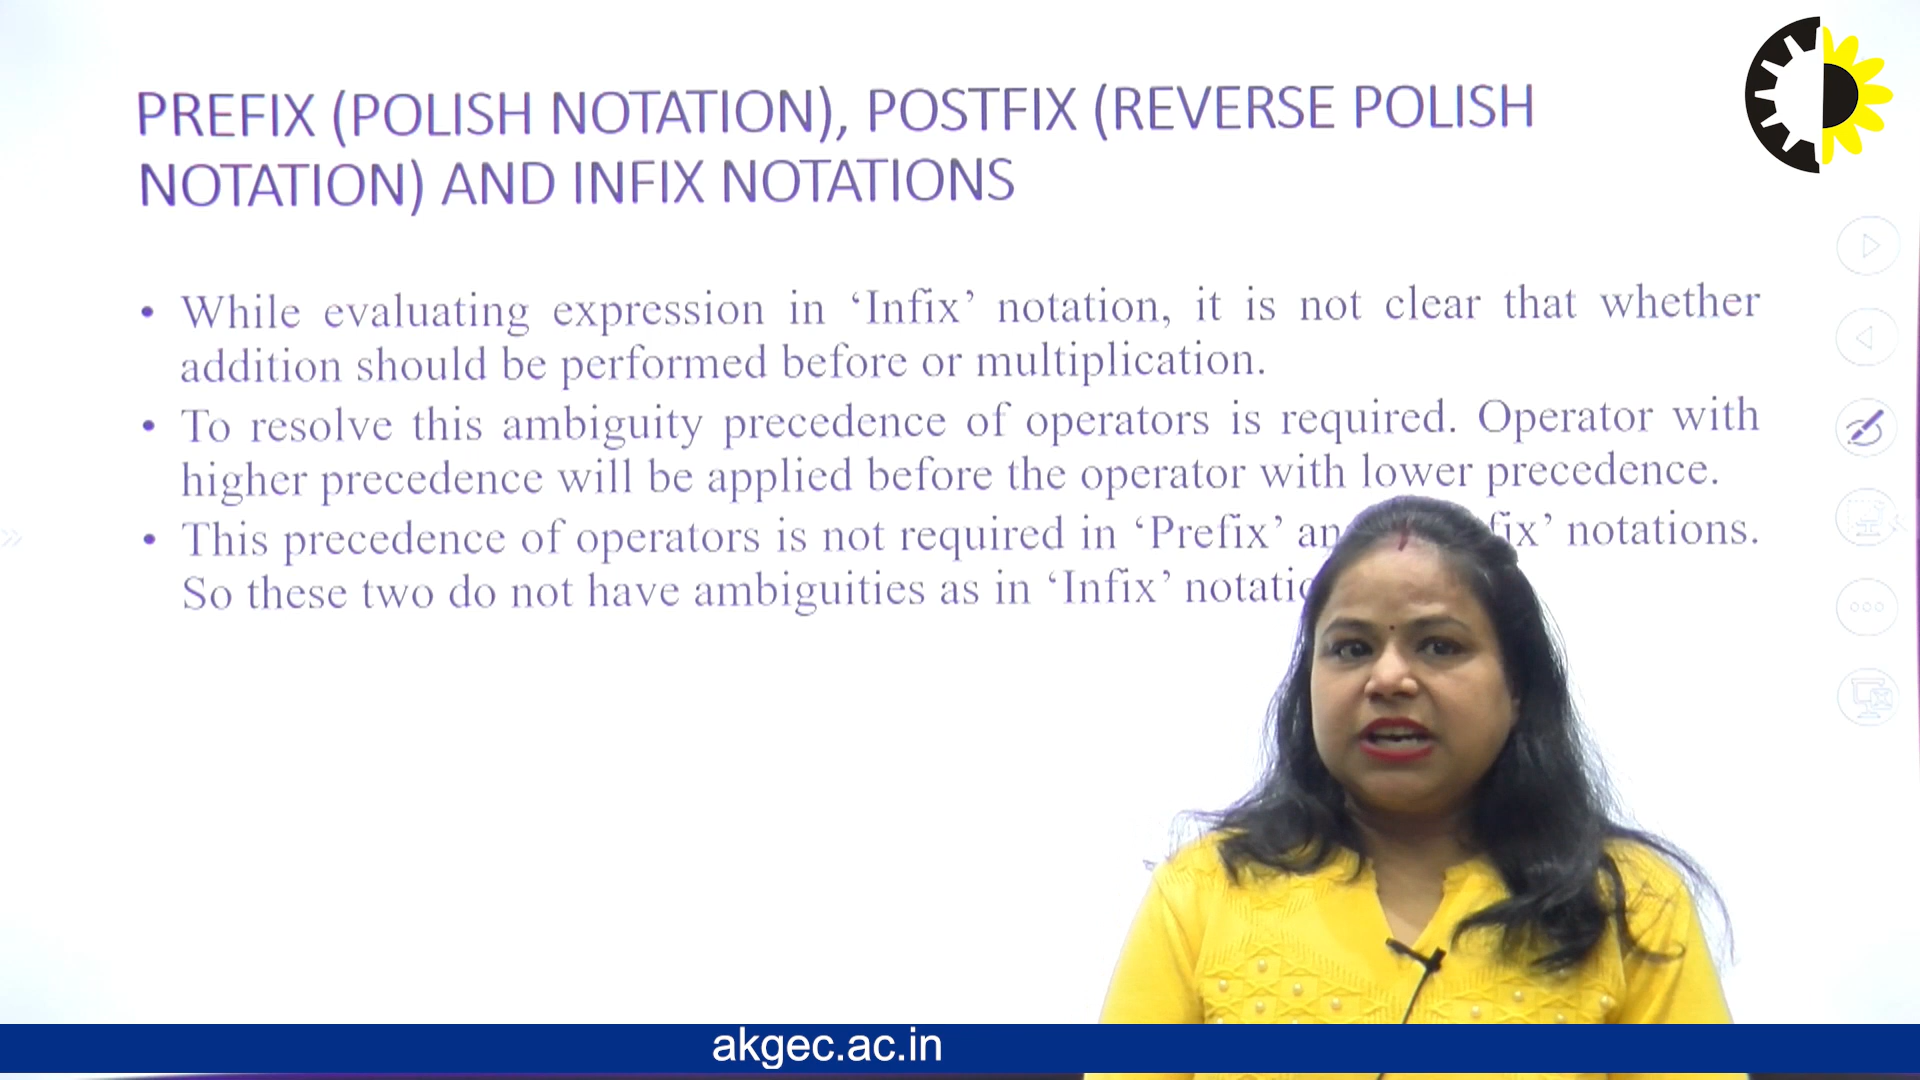 PREFIX (POLISH NOTATION), POSTFIX (REVERSE POLISH
NOTATION) AND INFIX NOTATIONS
• While evaluating expression in ‘Infix’ notation, it is not clear that whether
addition should be performed before or multiplication.
• To resolve this ambiguity precedence of operators is required. Operator with
higher precedence will be applied before the operator with lower precedence.
• This precedence of operators is not required in ‘Prefix’ notations.
So these two do not have ambiguities as in ‘Infix’
akgec.ac.in